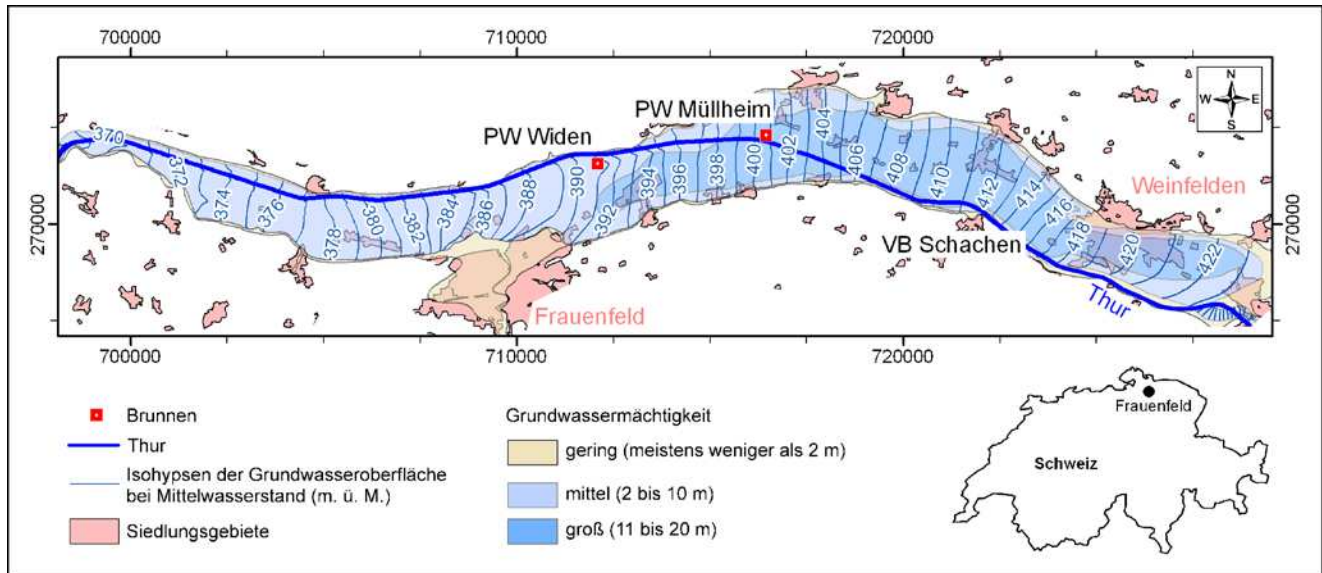 700000 710000 720000
N
W E
S
PW Müllheim
PW Widen
370
372
374
376
378
380
382
384
386
388
390
392
394
396
398
400
402
404
406
408
410
412
414
416
418
420
422
Weinfelden
270000 270000
VB Schachen
Thur
Frauenfeld
700000 710000 720000
Brunnen
Thur
Isohypsen der Grundwasseroberfläche
bei Mittelwasserstand (m. ü. M.)
Siedlungsgebiete
Grundwassermächtigkeit
gering (meistens weniger als 2 m)
mittel (2 bis 10 m)
groß (11 bis 20 m)
Frauenfeld
Schweiz